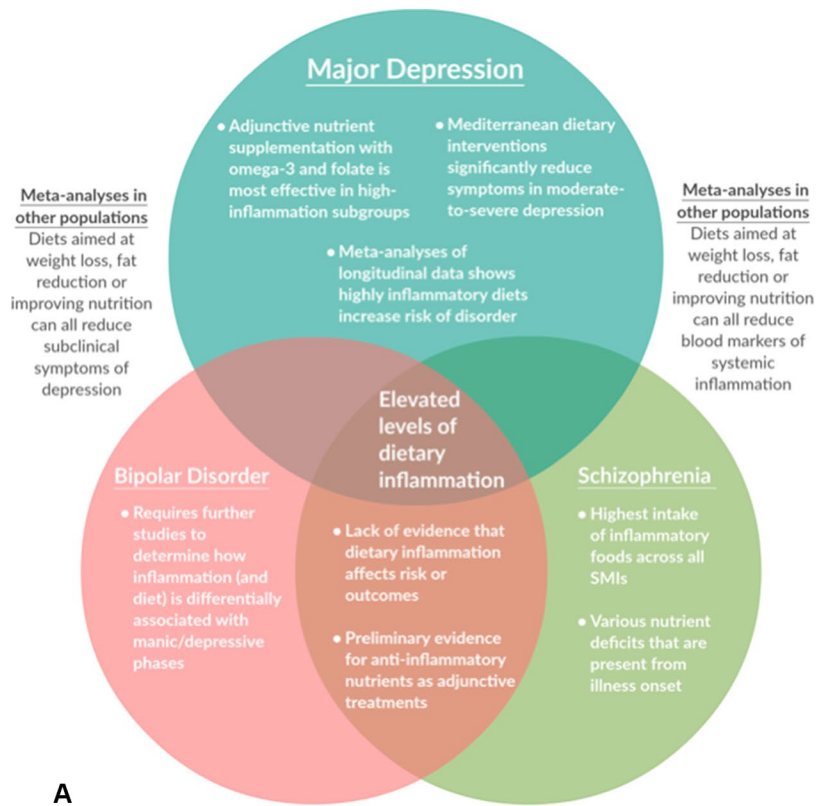 Major Depression
• Adjunctive nutrient
supplementation with
omega-3 and folate is
most effective in high-
inflammation subgroups
• Mediterranean dietary
interventions
significantly reduce
symptoms in moderate-
to-severe depression
• Meta-analyses of
longitudinal data shows
highly inflammatory diets
increase risk of disorder
Meta-analyses in
other populations
Diets aimed at
weight loss, fat
reduction or
improving nutrition
can all reduce
subclinical
symptoms of
depression
Meta-analyses in
other populations
Diets aimed at
weight loss, fat
reduction or
improving nutrition
can all reduce
blood markers of
systemic
inflammation
Elevated
levels of
dietary
inflammation
Bipolar Disorder
• Requires further
studies to
determine how
inflammation (and
diet) is differentially
associated with
manic/depressive
phases
• Lack of evidence that
dietary inflammation
affects risk or
outcomes
• Preliminary evidence
for anti-inflammatory
nutrients as adjunctive
treatments
Schizophrenia
• Highest intake
of inflammatory
foods across all
SMIs
• Various nutrient
deficits that are
present from
illness onset
A